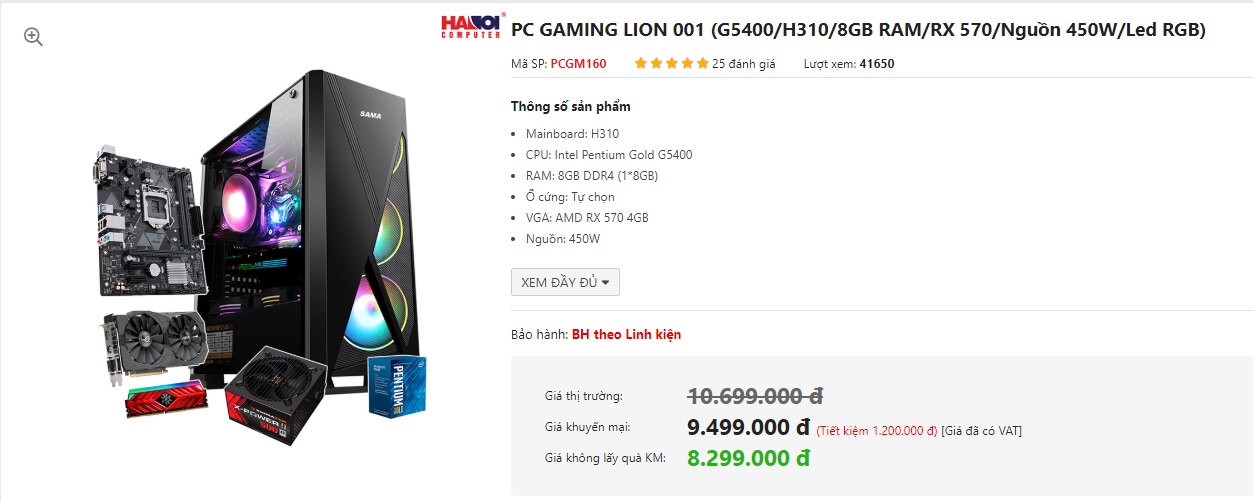 HANOI COMPUTER
PC GAMING LION 001 (G5400/H310/8GB RAM/RX 570/Nguồn 450W/Led RGB)
Mã SP: PCGM160 25 đánh giá Lượt xem: 41650
Thông số sản phẩm
Mainboard: H310
CPU: Intel Pentium Gold G5400
RAM: 8GB DDR4 (1*8GB)
Ổ cứng: Tự chọn
VGA: AMD RX 570 4GB
Nguồn: 450W
XEM ĐẦY ĐỦ
Bảo hành: BH theo Linh kiện
Giá thị trường: 10.699.000 đ
Giá khuyến mại: 9.499.000 đ (Tiết kiệm 1.200.000 đ) [Giá đã có VAT]
Giá không lấy quà KM: 8.299.000 đ
SAMA
X-POWER
500
PENTIUM
GOLD